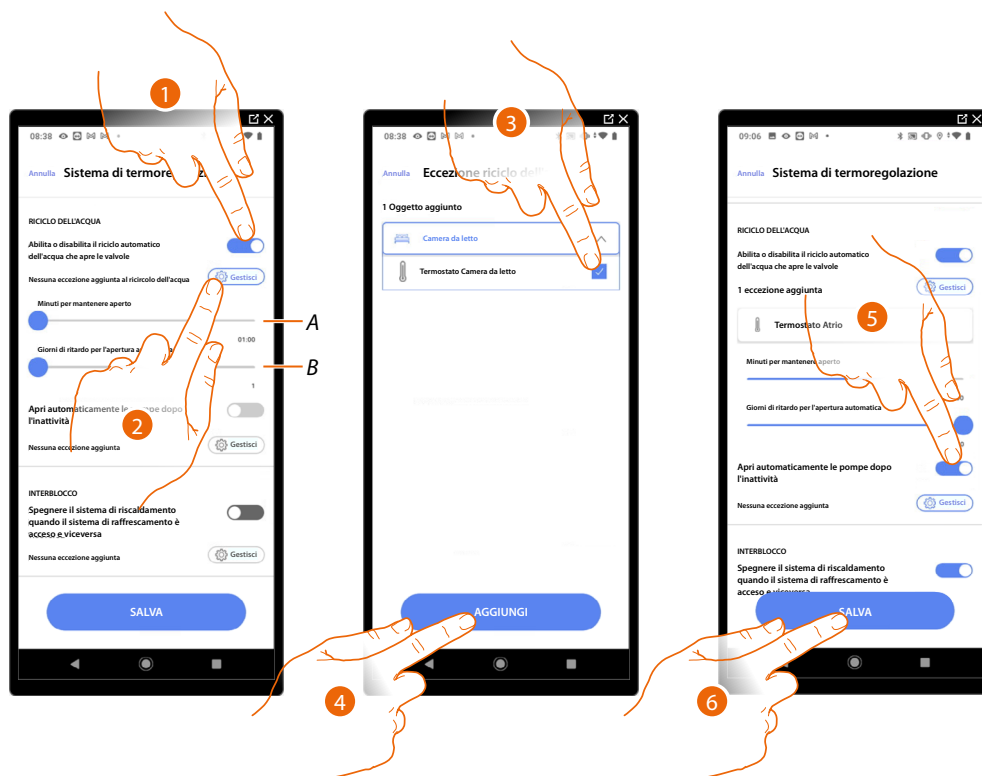 1
08:38
Annulla Sistema di termore
RICICLO DELL'ACQUA
Abilita o disabilita il riciclo automatico
dell'acqua che apre le valvole
Nessuna eccezione aggiunta al ricircolo dell'acqua
Gestisci
Minuti per mantenere aperto
A
01:00
Giorni di ritardo per l'apertura
B
1
Apri automaticamente le pompe dopo
l'inattività
2
Nessuna eccezione aggiunta
Gestisci
INTERBLOCCO
Spegnere il sistema di riscaldamento
quando il sistema di raffrescamento è
acceso e viceversa
Nessuna eccezione aggiunta
Gestisci
SALVA
3
08:38
Annulla Eccezione riciclo dell'
1 Oggetto aggiunto
Camera da letto
Termostato Camera da letto
AGGIUNGI
4
09:06
Annulla Sistema di termoregolazione
RICICLO DELL'ACQUA
Abilita o disabilita il riciclo automatico
dell'acqua che apre le valvole
1 eccezione aggiunta
Gestisci
5
Termostato Atrio
Minuti per mantenere aperto
Giorni di ritardo per l'apertura automatica
Apri automaticamente le pompe dopo
l'inattività
Nessuna eccezione aggiunta
Gestisci
INTERBLOCCO
Spegnere il sistema di riscaldamento
quando il sistema di raffrescamento è
acceso e viceversa
SALVA
6